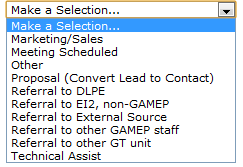 Make a Selection...
Make a Selection...
Marketing/Sales
Meeting Scheduled
Other
Proposal (Convert Lead to Contact)
Referral to DLPE
Referral to EI2, non-GAMEP
Referral to External Source
Referral to other GAMEP staff
Referral to other GT unit
Technical Assist